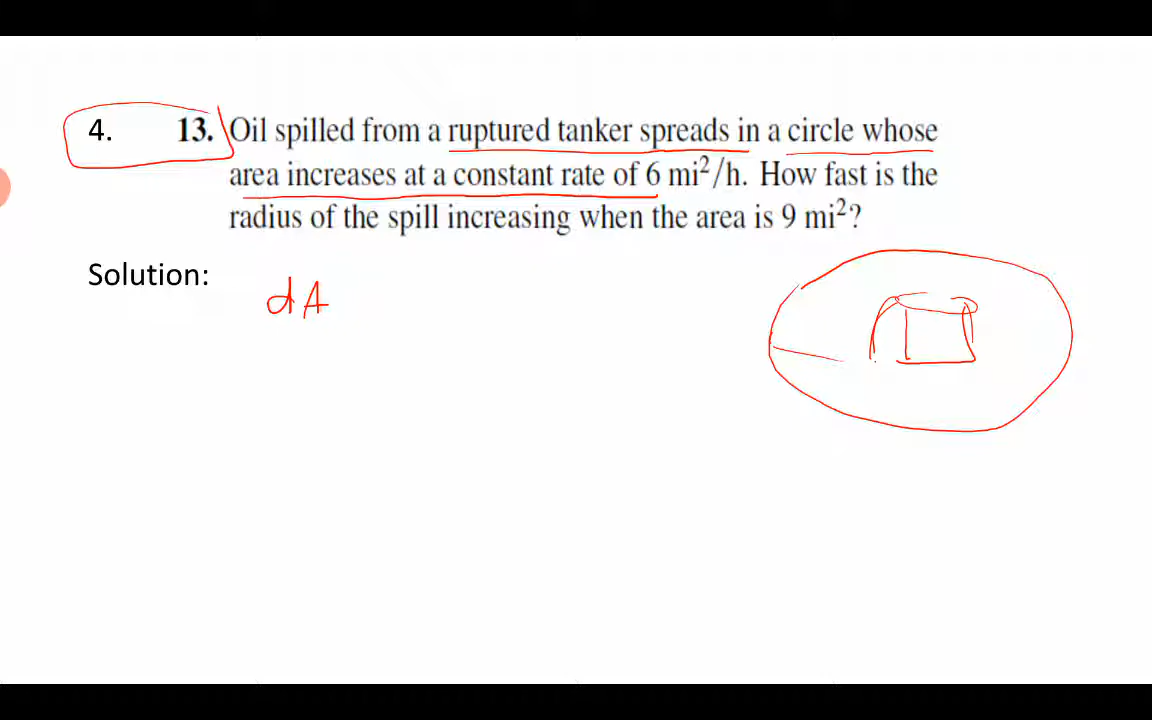 4. 13. Oil spilled from a ruptured tanker spreads in a circle whose
area increases at a constant rate of 6 mi²/h. How fast is the
radius of the spill increasing when the area is 9 mi²?
Solution:
dA